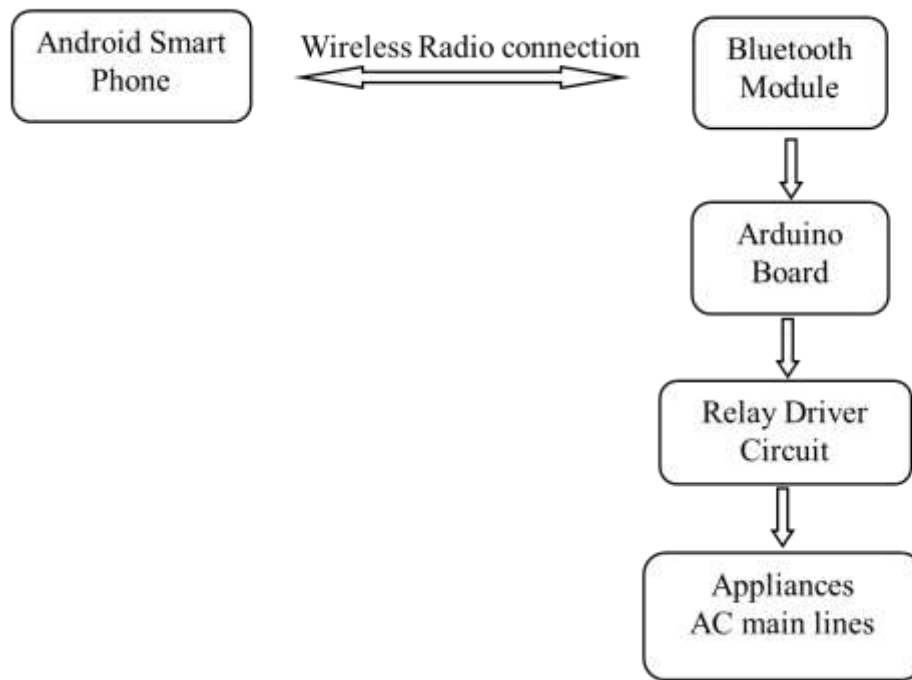 Android Smart
Phone
Wireless Radio connection
Bluetooth
Module
Arduino
Board
Relay Driver
Circuit
Appliances
AC main lines